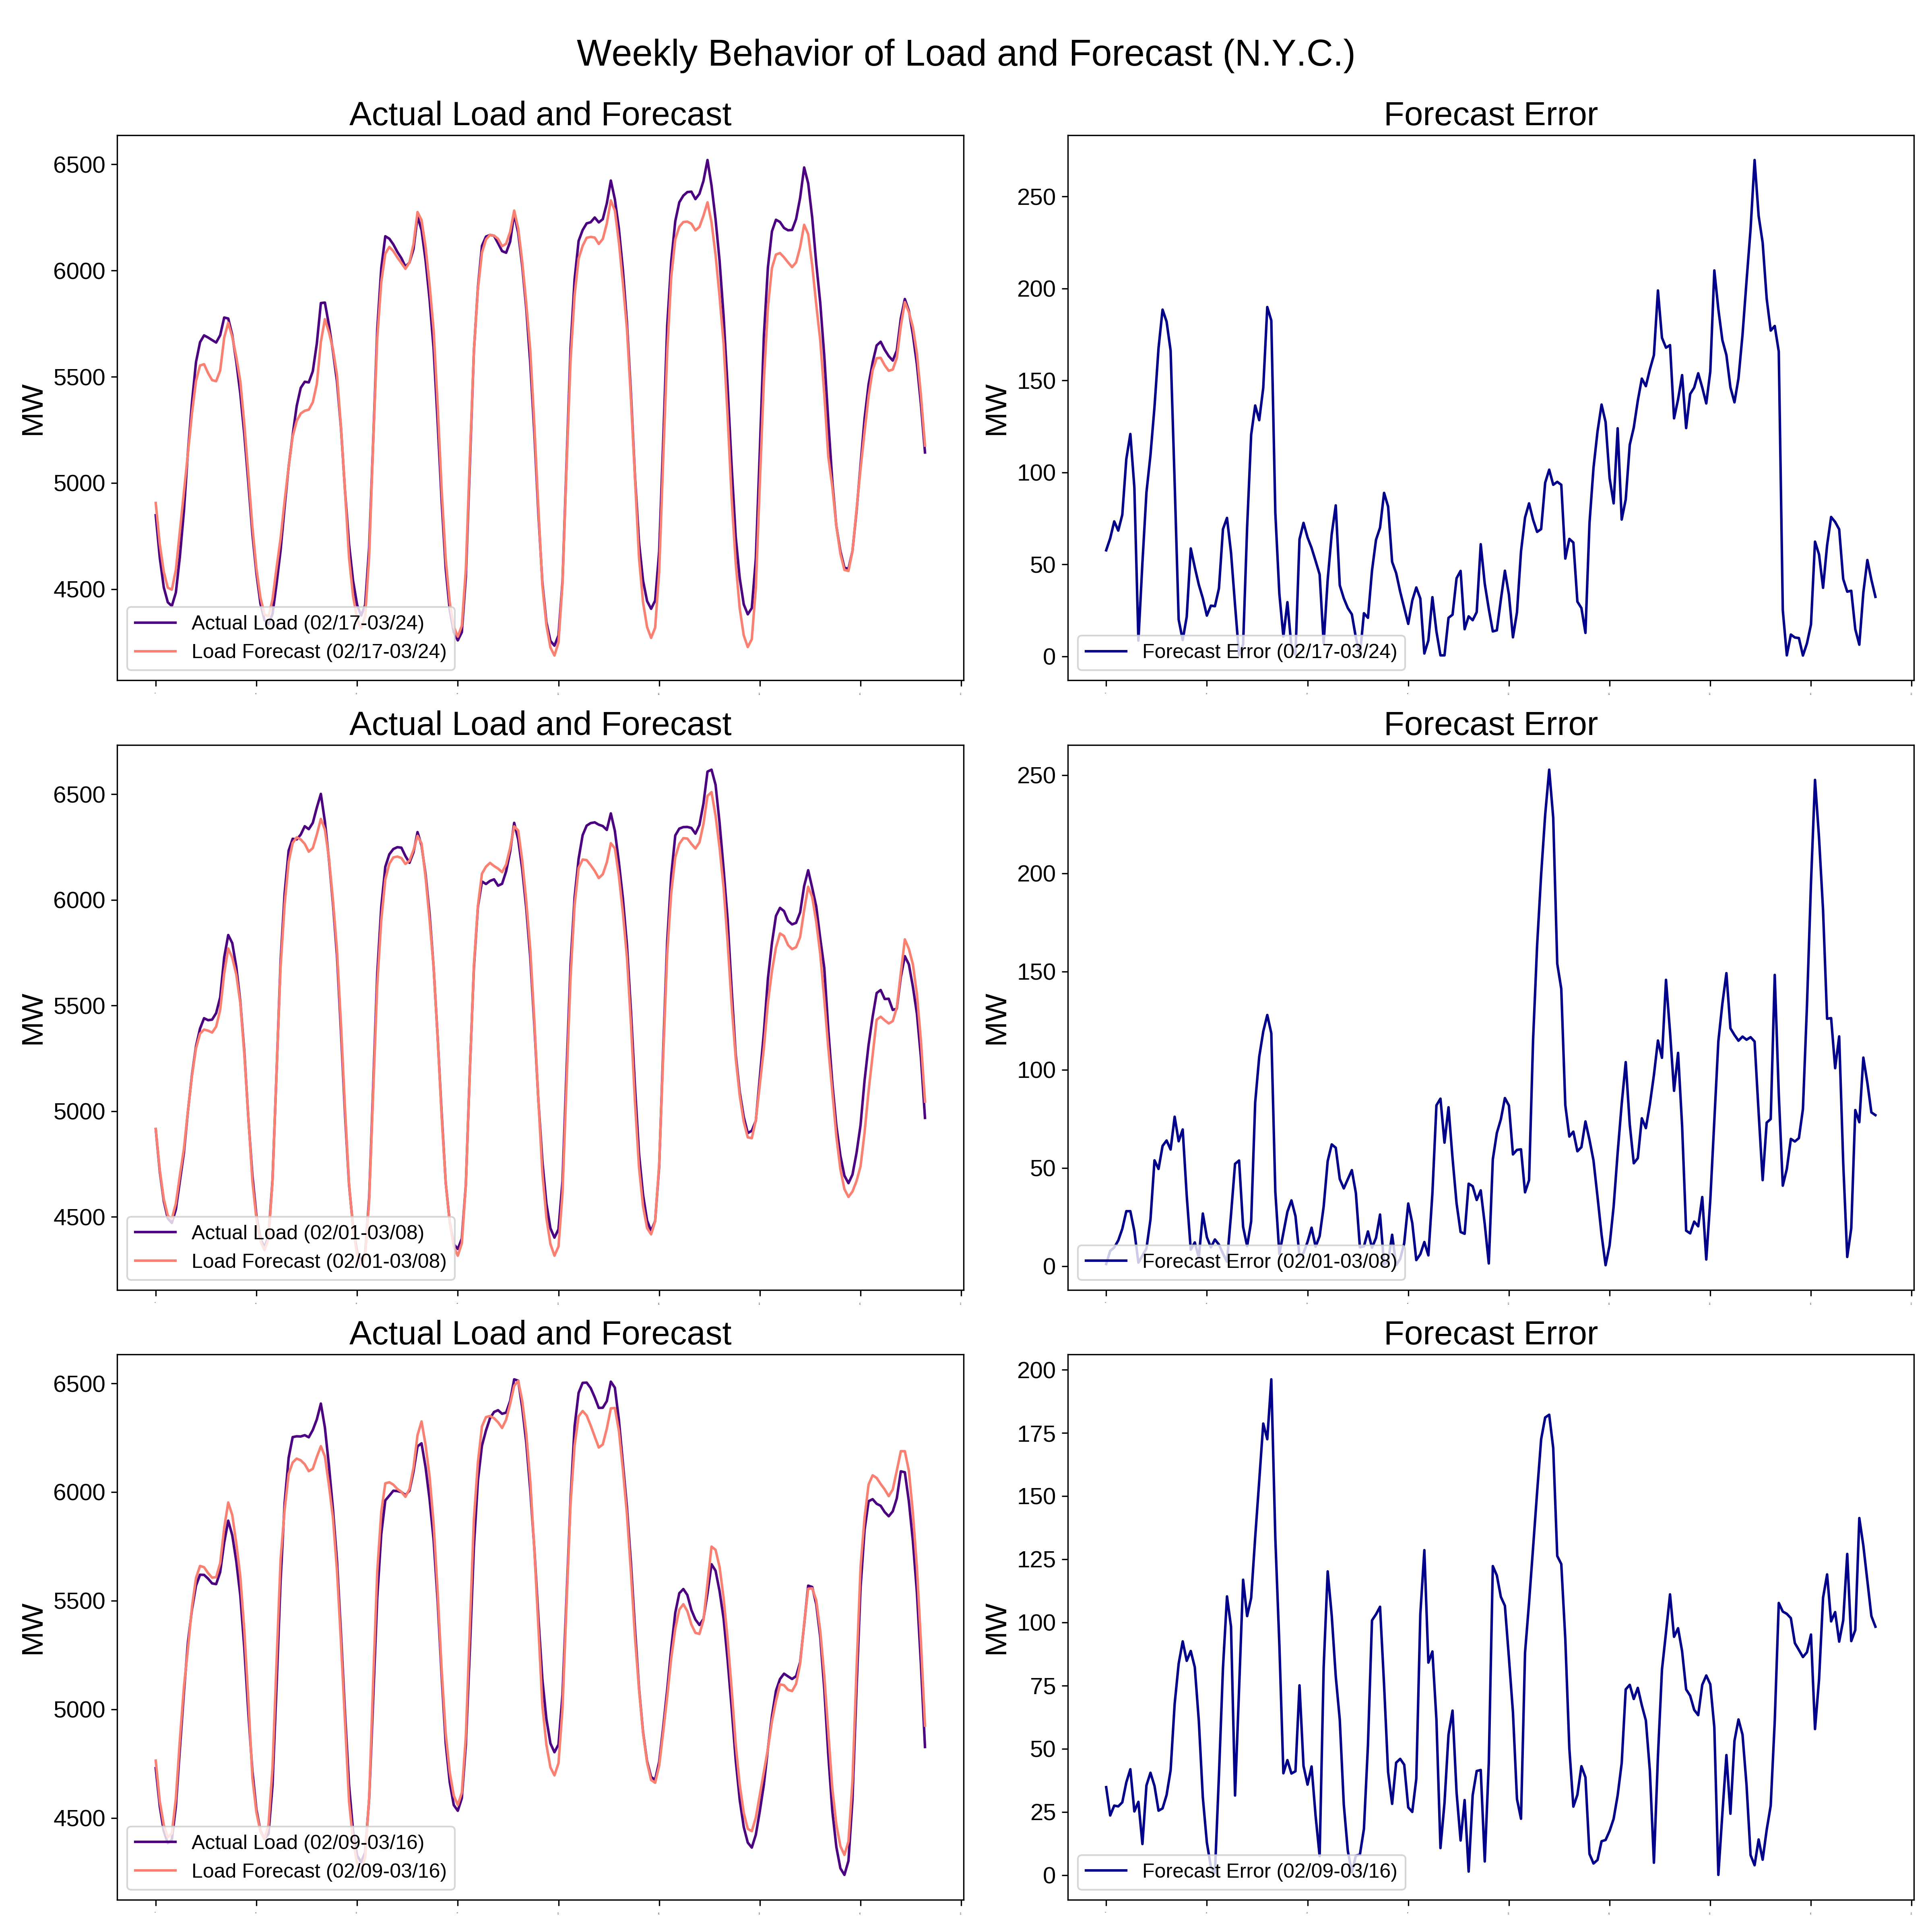 Weekly Behavior of Load and Forecast (N.Y.C.)
Actual Load and Forecast
6500
6000
5500
5000
4500
MW
Actual Load (02/17-03/24)
Load Forecast (02/17-03/24)
Forecast Error
250
200
150
100
50
0
MW
Forecast Error (02/17-03/24)
Actual Load and Forecast
6500
6000
5500
5000
4500
MW
Actual Load (02/01-03/08)
Load Forecast (02/01-03/08)
Forecast Error
250
200
150
100
50
0
MW
Forecast Error (02/01-03/08)
Actual Load and Forecast
6500
6000
5500
5000
4500
MW
Actual Load (02/09-03/16)
Load Forecast (02/09-03/16)
Forecast Error
200
175
150
125
100
75
50
25
0
MW
Forecast Error (02/09-03/16)